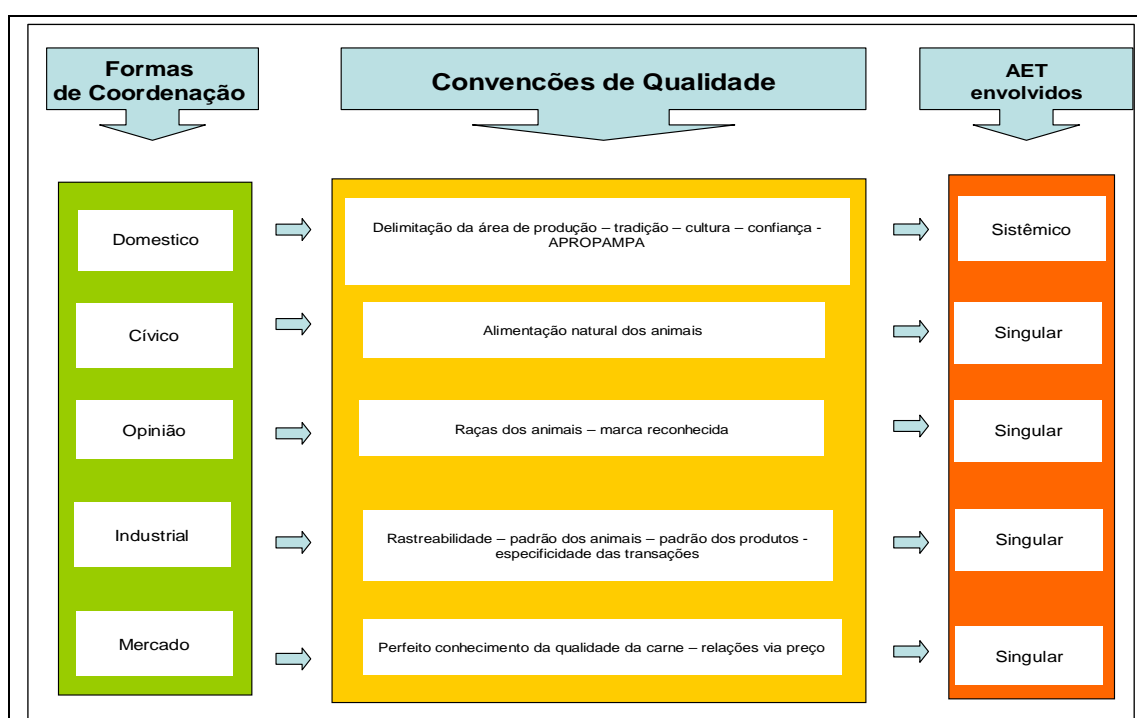 Formas
de Coordenação
Convencões de Qualidade
AET
envolvidos
Domestico
Delimitação da área de produção – tradição – cultura – confiança -
APROPAMPA
Sistêmico
Cívico
Alimentação natural dos animais
Singular
Opinião
Raças dos animais – marca reconhecida
Singular
Industrial
Rastreabilidade – padrão dos animais – padrão dos produtos -
especificidade das transações
Singular
Mercado
Perfeito conhecimento da qualidade da carne – relações via preço
Singular